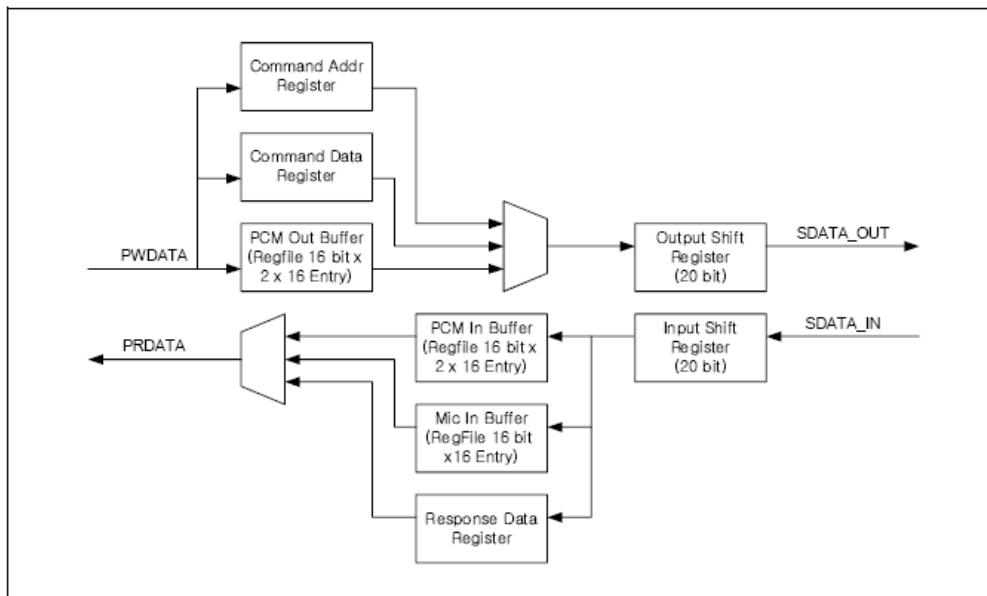 Command Addr
Register
Command Data
Register
PWDATA
PCM Out Buffer
(Regfile 16 bit x
2 x 16 Entry)
Output Shift
Register
(20 bit)
SDATA_OUT
PRDATA
PCM In Buffer
(Regfile 16 bit x
2 x 16 Entry)
Input Shift
Register
(20 bit)
SDATA_IN
Mic In Buffer
(RegFile 16 bit
x16 Entry)
Response Data
Register